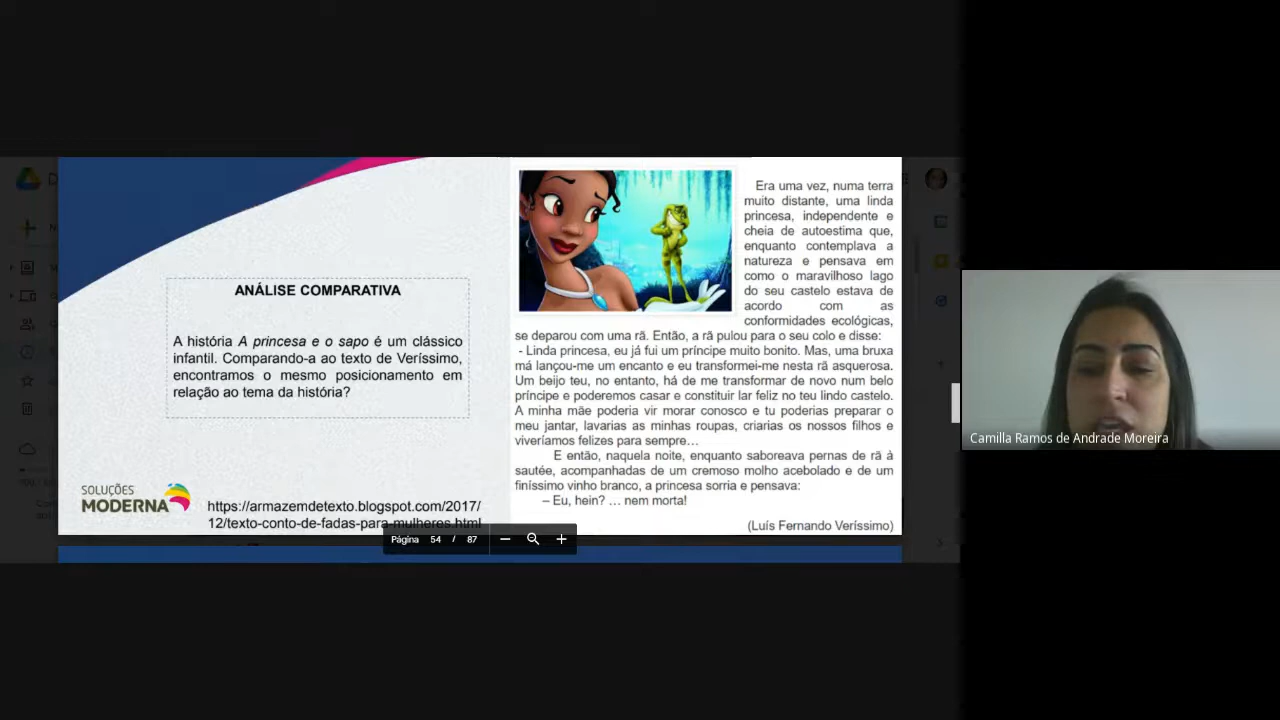 ANÁLISE COMPARATIVA
A história A princesa e o sapo é um clássico
infantil. Comparando-a ao texto de Veríssimo,
encontramos o mesmo posicionamento em
relação ao tema da história?
SOLUÇÕES
MODERNA
https://armazemdetexto.blogspot.com/2017/
12/texto-conto-de-fadas-para-mulheres.html
Era uma vez, numa terra
muito distante, uma linda
princesa, independente e
cheia de autoestima que,
enquanto contemplava a
natureza e pensava em
como o maravilhoso lago
do seu castelo estava de
acordo com as
conformidades ecológicas,
se deparou com uma rã. Então, a rã pulou para o seu colo e disse:
- Linda princesa, eu já fui um príncipe muito bonito. Mas, uma bruxa
má lançou-me um encanto e eu transformei-me nesta rã asquerosa.
Um beijo teu, no entanto, há de me transformar de novo num belo
príncipe e poderemos casar e constituir lar feliz no teu lindo castelo.
A minha mãe poderia vir morar conosco e tu poderias preparar o
meu jantar, lavarias as minhas roupas, criarias os nossos filhos e
viveríamos felizes para sempre…
E então, naquela noite, enquanto saboreava pernas de rã à
sautée, acompanhadas de um cremoso molho acebolado e de um
finíssimo vinho branco, a princesa sorria e pensava:
– Eu, hein? … nem morta!
(Luís Fernando Veríssimo)
Página 54 / 87
Camilla Ramos de Andrade Moreira